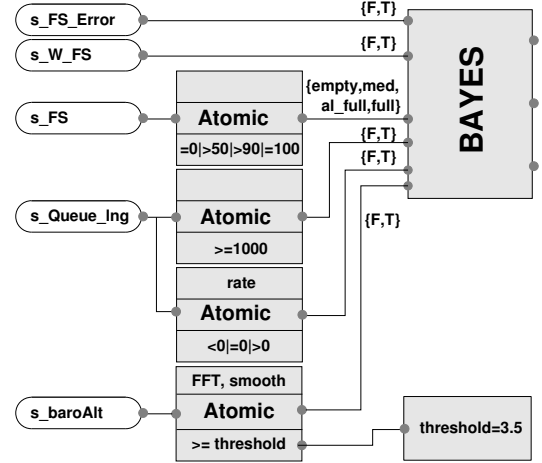 s_FS_Error
{F,T}
s_W_FS
{F,T}
BAYES
s_FS
Atomic
=0|>50|>90|=100
{empty,med,
al_full,full}
{F,T}
{F,T}
s_Queue_lng
Atomic
>=1000
{F,T}
rate
Atomic
<0|=0|>0
FFT, smooth
s_baroAlt
Atomic
>= threshold
threshold=3.5